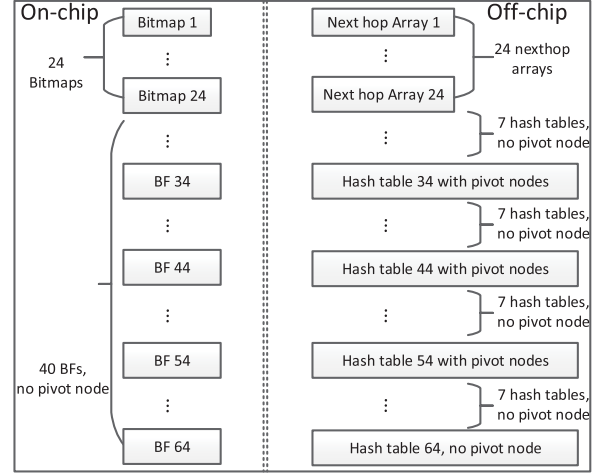 On-chip
Off-chip
Bitmap 1
Next hop Array 1
24
Bitmaps
24 nexthop
arrays
Bitmap 24
Next hop Array 24
7 hash tables,
no pivot node
BF 34
Hash table 34 with pivot nodes
7 hash tables,
no pivot node
BF 44
Hash table 44 with pivot nodes
7 hash tables,
no pivot node
BF 54
Hash table 54 with pivot nodes
40 BFs,
no pivot node
7 hash tables,
no pivot node
BF 64
Hash table 64, no pivot node